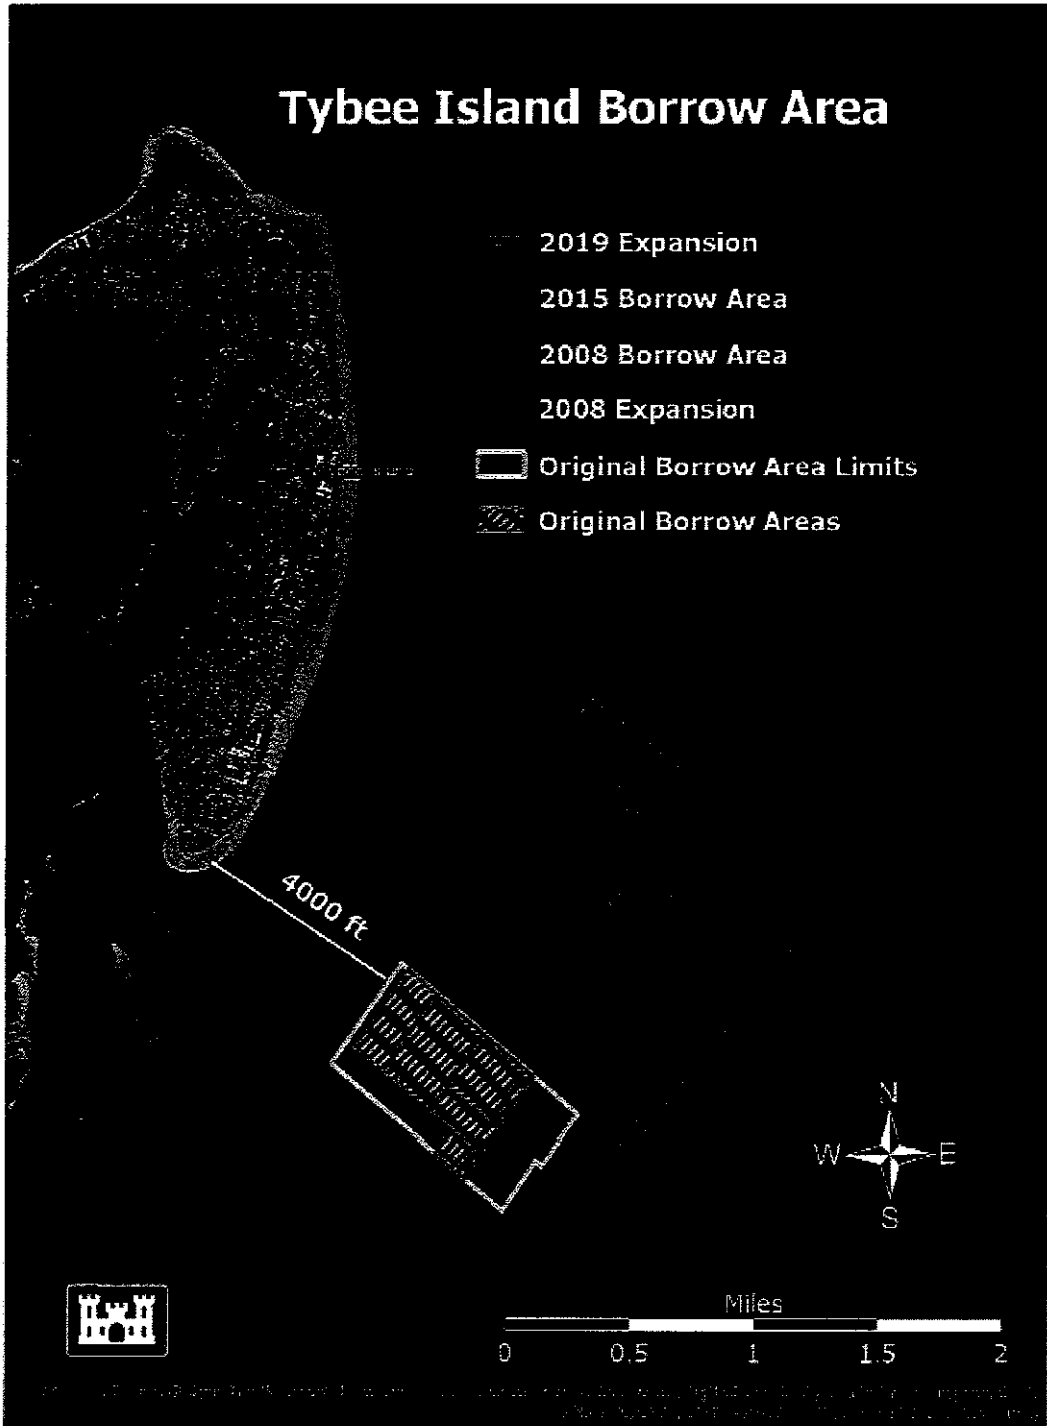 Tybee Island Borrow Area
2019 Expansion
2015 Borrow Area
2008 Borrow Area
2008 Expansion
Original Borrow Area Limits
Original Borrow Areas
4000 ft
N
W E
S
Miles
0 0.5 1 1.5 2